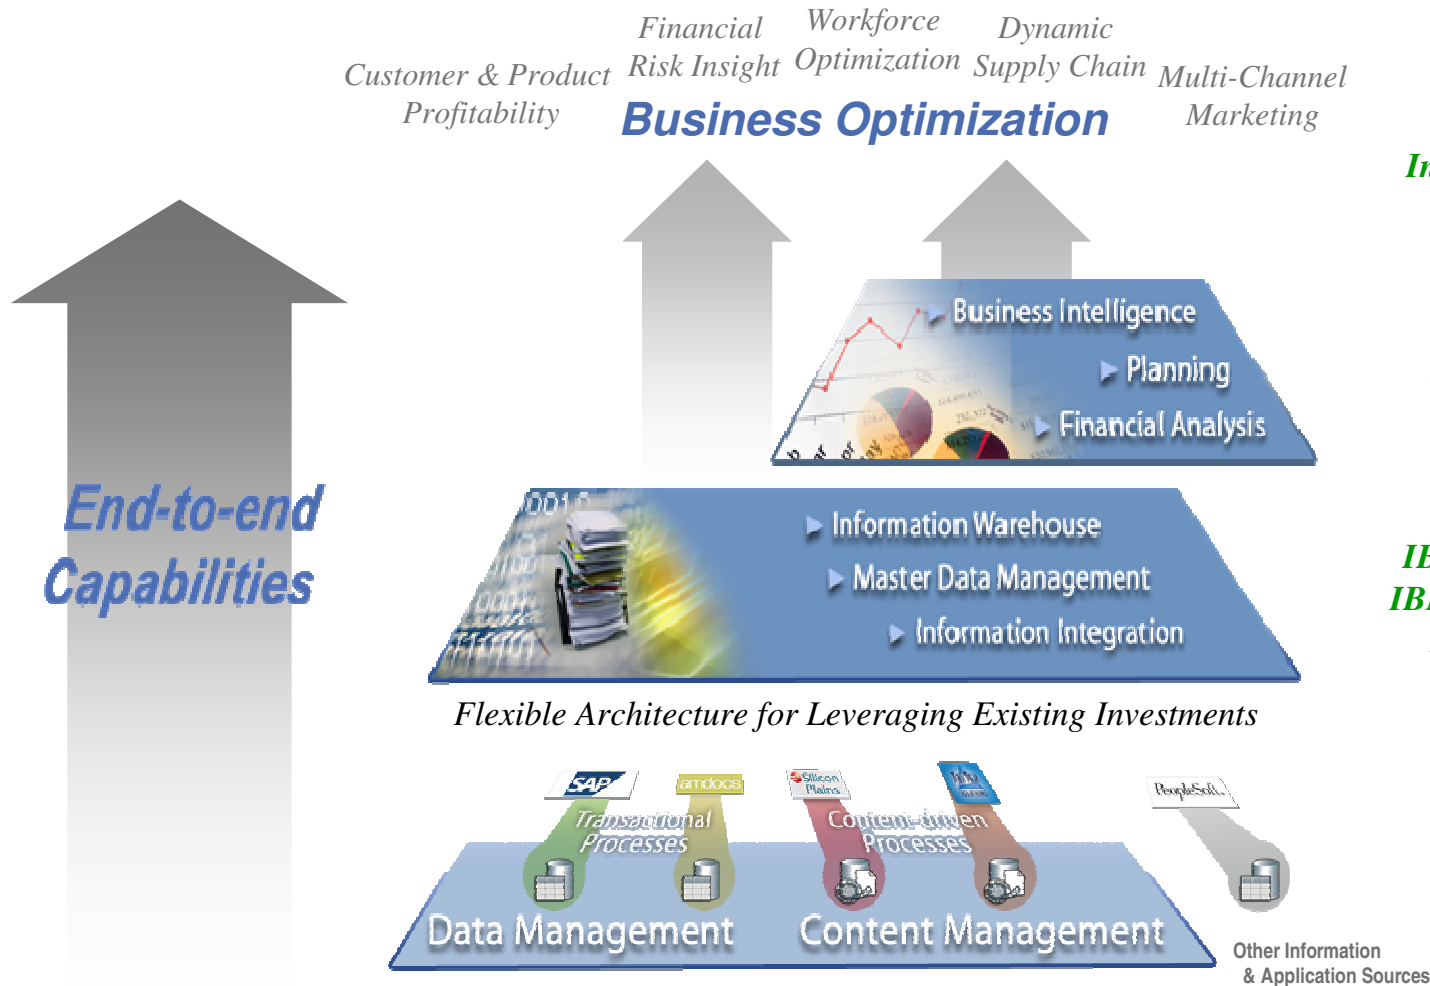 Financial
Risk Insight
Workforce
Optimization
Dynamic
Supply Chain
Customer & Product
Profitability
Multi-Channel
Marketing
Business Optimization
In
Business Intelligence
Planning
Financial Analysis
End-to-end
Capabilities
Information Warehouse
Master Data Management
Information Integration
Flexible Architecture for Leveraging Existing Investments
SAP
amdocs
Silicon
Plains
PeopleSoft
Transactional
Processes
Content-driven
Processes
Data Management
Content Management
Other Information
& Application Sources